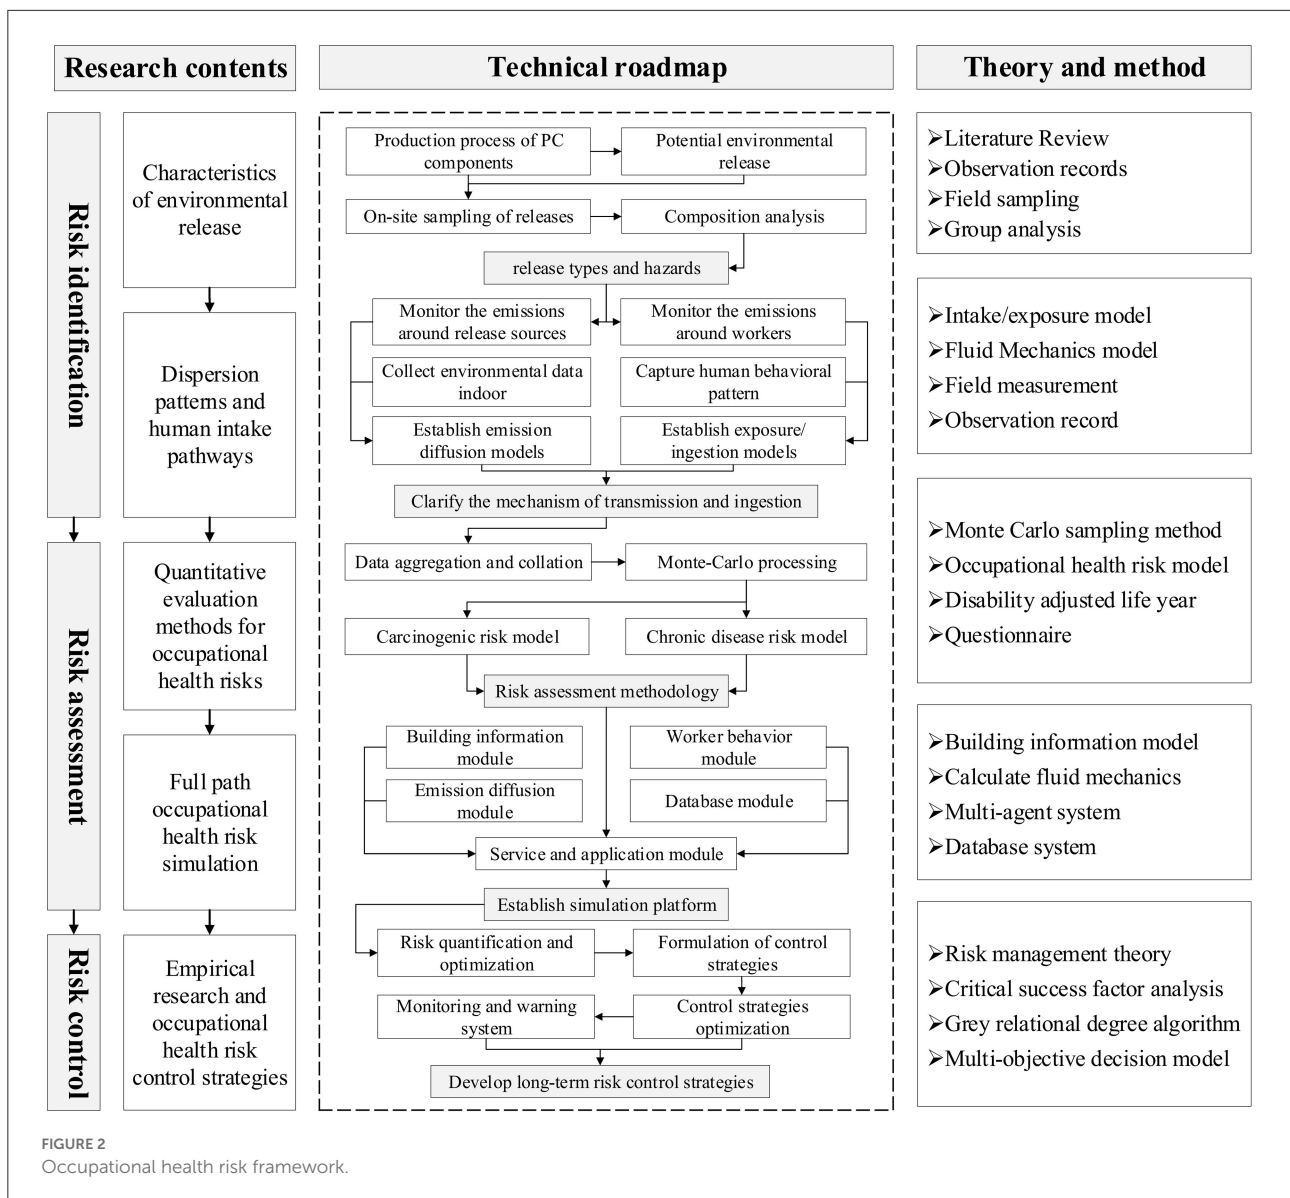 Research contents
Technical roadmap
Theory and method
Risk identification
Risk assessment
Risk control
Characteristics
of environmental
release
Dispersion
patterns and
human intake
pathways
Quantitative
evaluation
methods for
occupational
health risks
Full path
occupational
health risk
simulation
Empirical
research and
occupational
health risk
control strategies
Production process of PC
components
Potential environmental
release
On-site sampling of releases
Composition analysis
release types and hazards
Monitor the emissions
around release sources
Monitor the emissions
around workers
Collect environmental data
indoor
Capture human behavioral
pattern
Establish emission
diffusion models
Establish exposure/
ingestion models
Clarify the mechanism of transmission and ingestion
Data aggregation and collation
Monte-Carlo processing
Carcinogenic risk model
Chronic disease risk model
Risk assessment methodology
Building information
module
Worker behavior
module
Emission diffusion
module
Database module
Service and application module
Establish simulation platform
Risk quantification and
optimization
Formulation of control
strategies
Monitoring and warning
system
Control strategies
optimization
Develop long-term risk control strategies
➢Literature Review
➢Observation records
➢Field sampling
➢Group analysis
➢Intake/exposure model
➢Fluid Mechanics model
➢Field measurement
➢Observation record
➢Monte Carlo sampling method
➢Occupational health risk model
➢Disability adjusted life year
➢Questionnaire
➢Building information model
➢Calculate fluid mechanics
➢Multi-agent system
➢Database system
➢Risk management theory
➢Critical success factor analysis
➢Grey relational degree algorithm
➢Multi-objective decision model
FIGURE 2
Occupational health risk framework.